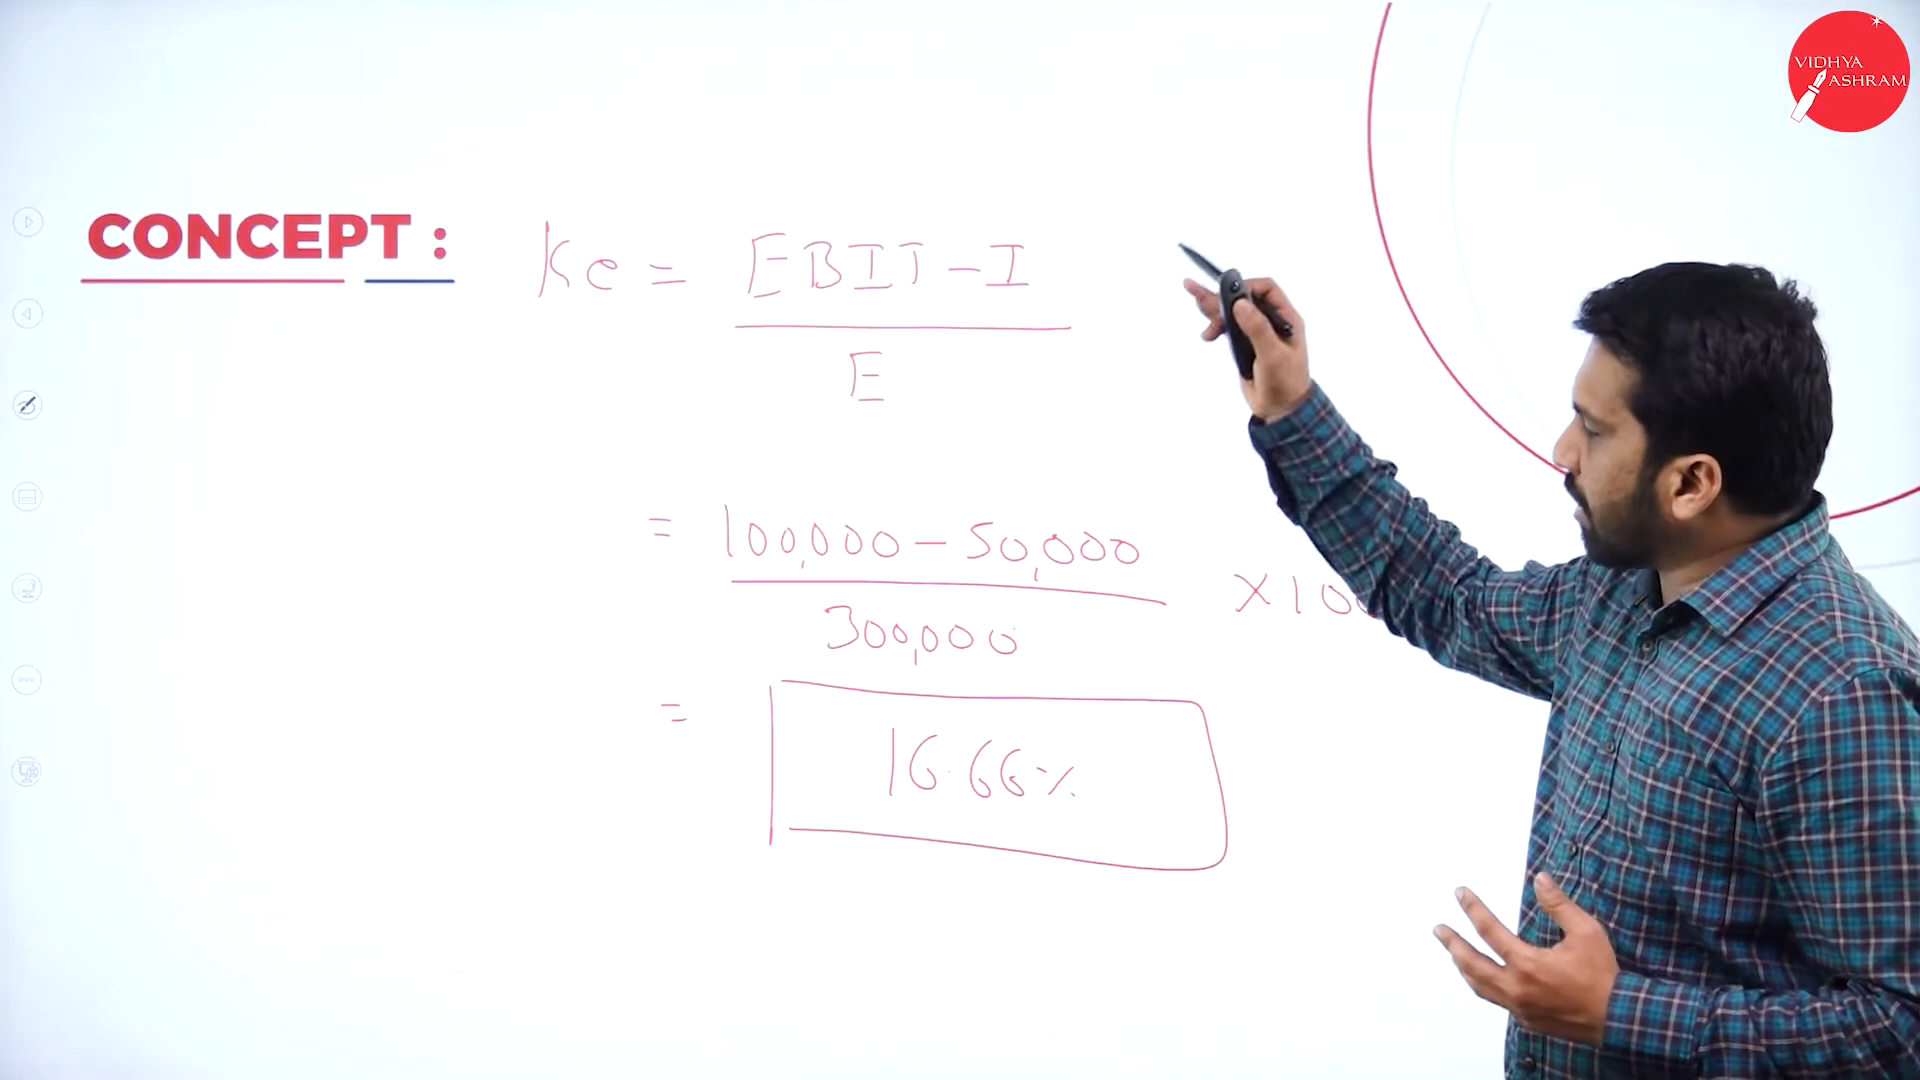 VIDHYA
ASHRAM
CONCEPT :
Ke = EBIT - I
E
= 100,000 - 50,000
300,000
× 100
= 16.66%